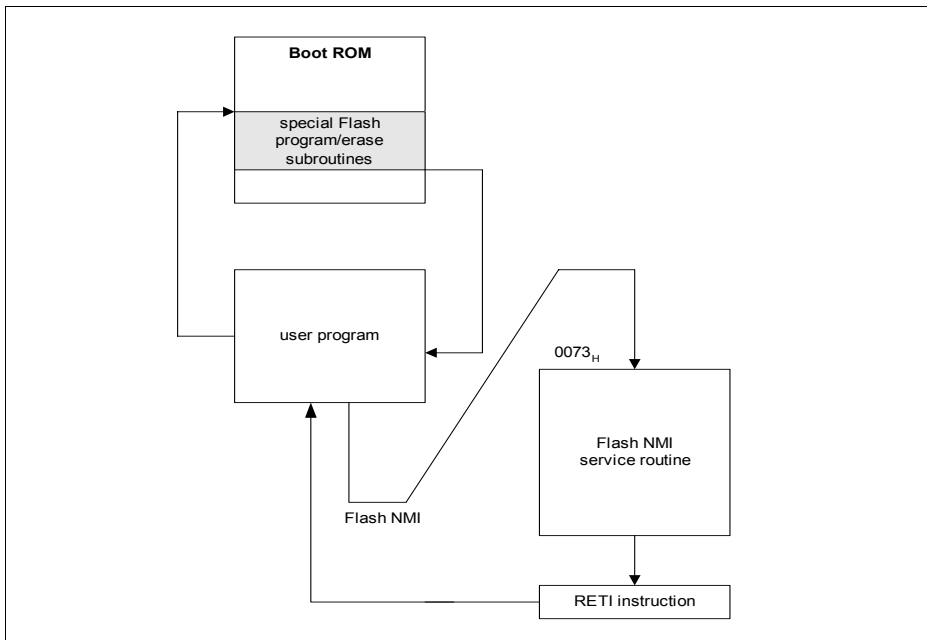 Boot ROM
special Flash
program/erase
subroutines
user program
0073H
Flash NMI
service routine
Flash NMI
RETI instruction